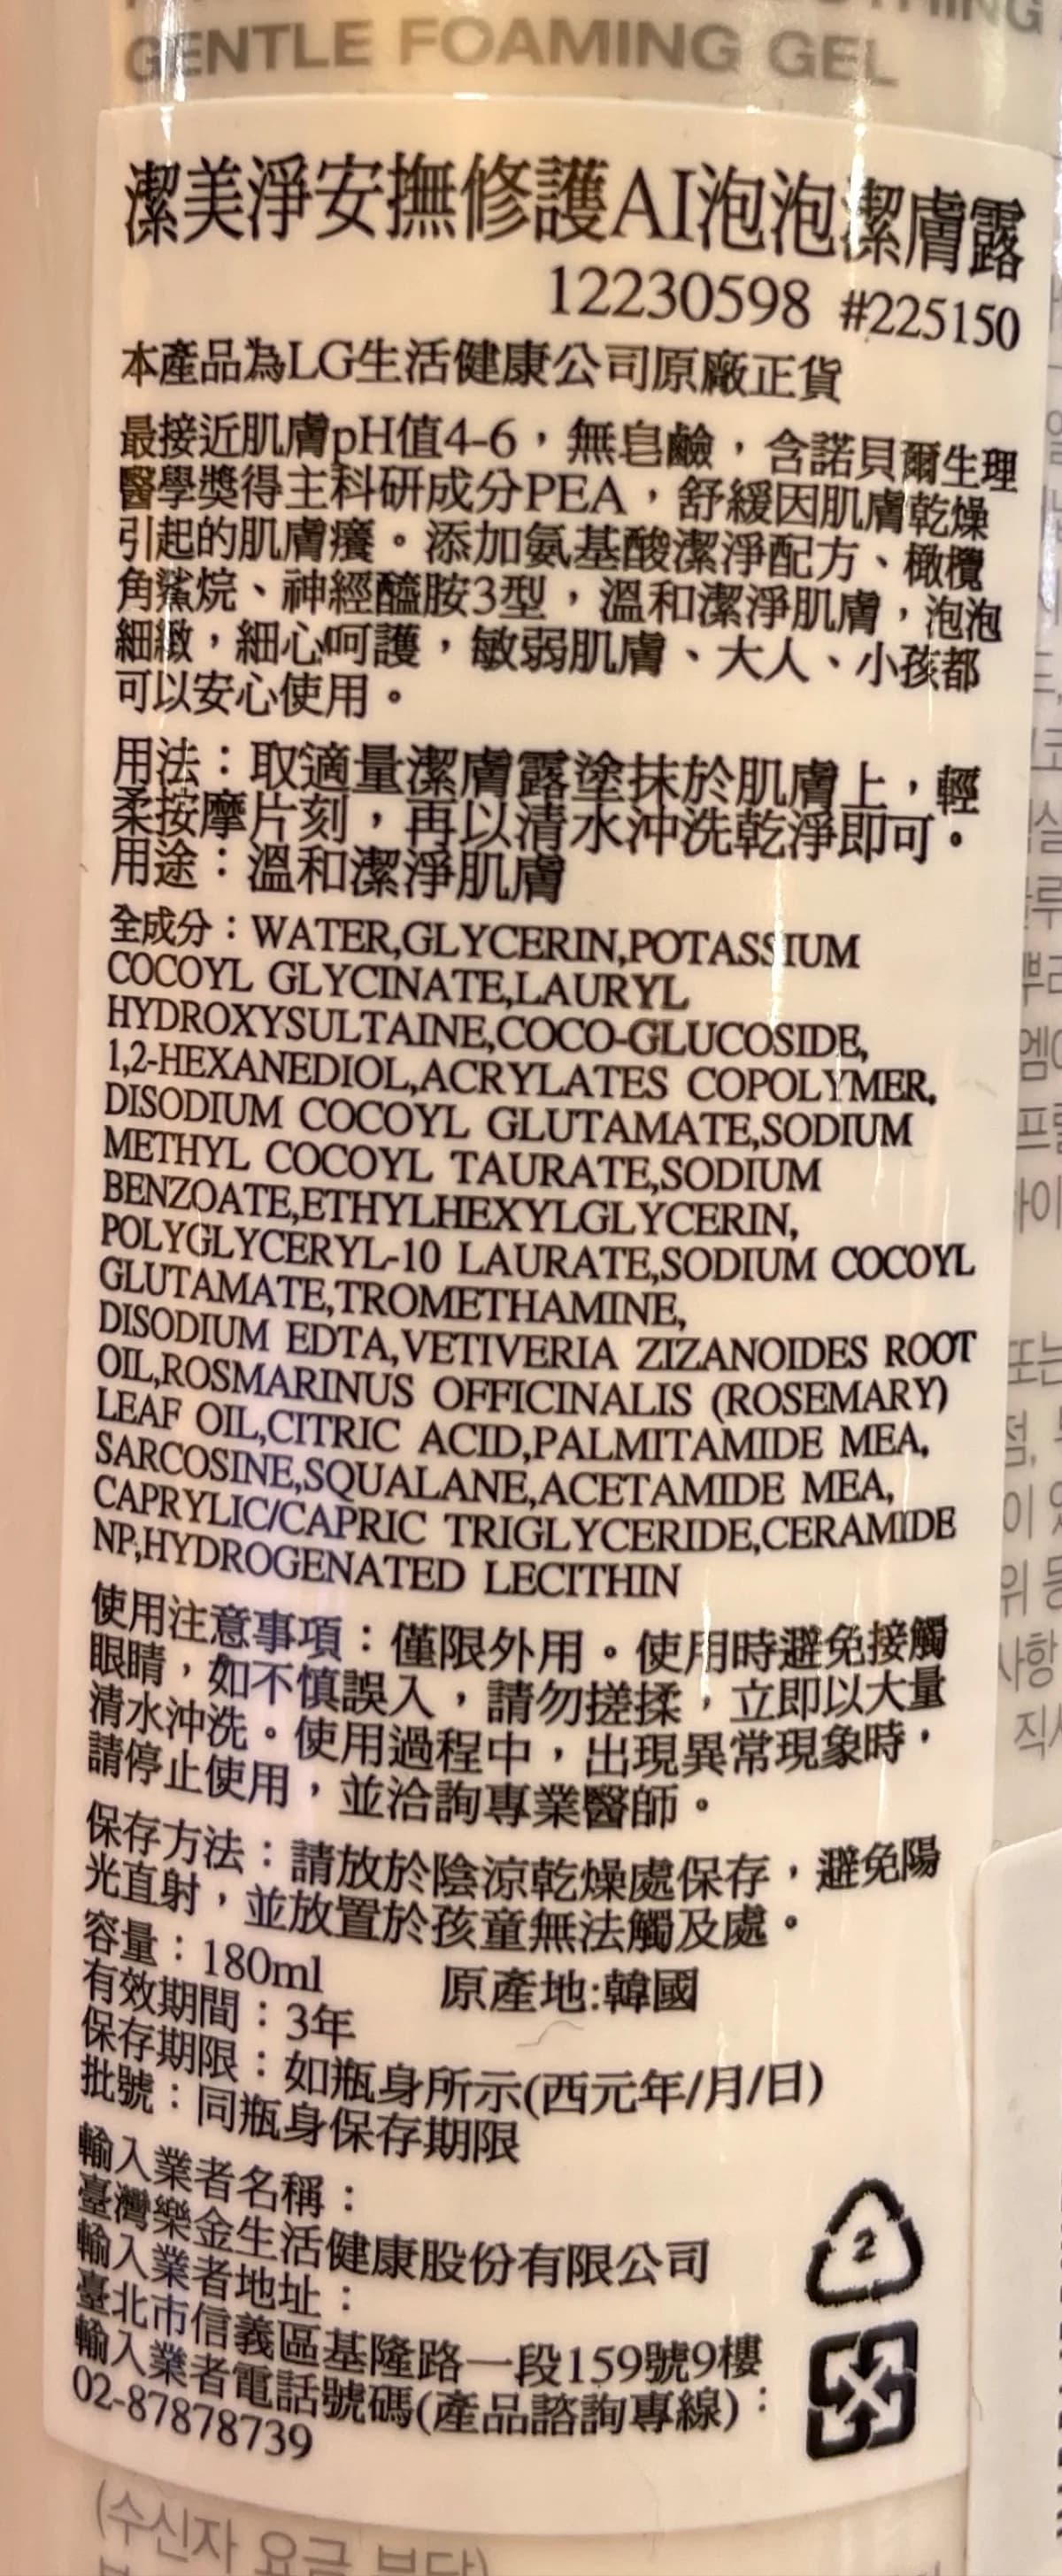 GENTLE FOAMING GEL
潔美淨安撫修護AI泡泡潔膚露
12230598 #225150
本產品為LG生活健康公司原廠正貨
最接近肌膚pH值4-6，無皂鹼，含諾貝爾生理
醫學獎得主科研成分PEA，舒緩因肌膚乾燥
引起的肌膚癢。添加氨基酸潔淨配方、橄欖
角鯊烷、神經醯胺3型，溫和潔淨肌膚，泡泡
細緻，細心呵護，敏弱肌膚、大人、小孩都
可以安心使用。
用法：取適量潔膚露塗抹於肌膚上，輕
柔按摩片刻，再以清水沖洗乾淨即可。
用途：溫和潔淨肌膚
全成分：WATER,GLYCERIN,POTASSIUM
COCOYL GLYCINATE,LAURYL
HYDROXYSULTAINE,COCO-GLUCOSIDE,
1,2-HEXANEDIOL,ACRYLATES COPOLYMER,
DISODIUM COCOYL GLUTAMATE,SODIUM
METHYL COCOYL TAURATE,SODIUM
BENZOATE,ETHYLHEXYLGLYCERIN,
POLYGLYCERYL-10 LAURATE,SODIUM COCOYL
GLUTAMATE,TROMETHAMINE,
DISODIUM EDTA,VETIVERIA ZIZANOIDES ROOT
OIL,ROSMARINUS OFFICINALIS (ROSEMARY)
LEAF OIL,CITRIC ACID,PALMITAMIDE MEA,
SARCOSINE,SQUALANE,ACETAMIDE MEA,
CAPRYLIC/CAPRIC TRIGLYCERIDE,CERAMIDE
NP,HYDROGENATED LECITHIN
使用注意事項：僅限外用。使用時避免接觸
眼睛，如不慎誤入，請勿搓揉，立即以大量
清水沖洗。使用過程中，出現異常現象時，
請停止使用，並洽詢專業醫師。
保存方法：請放於陰涼乾燥處保存，避免陽
光直射，並放置於孩童無法觸及處。
容量：180ml 原產地:韓國
有效期間：3年
保存期限：如瓶身所示(西元年/月/日)
批號：同瓶身保存期限
輸入業者名稱：
臺灣樂金生活健康股份有限公司
輸入業者地址：
臺北市信義區基隆路一段159號9樓
輸入業者電話號碼(產品諮詢專線)：
02-87878739
2
(수신자 요금 부담)